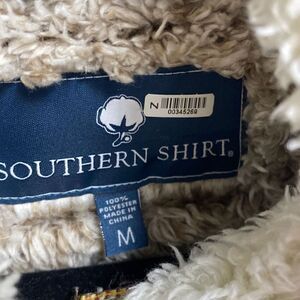 N
00345269
SOUTHERN SHIRT®
100%
POLYESTER
MADE IN
CHINA
M